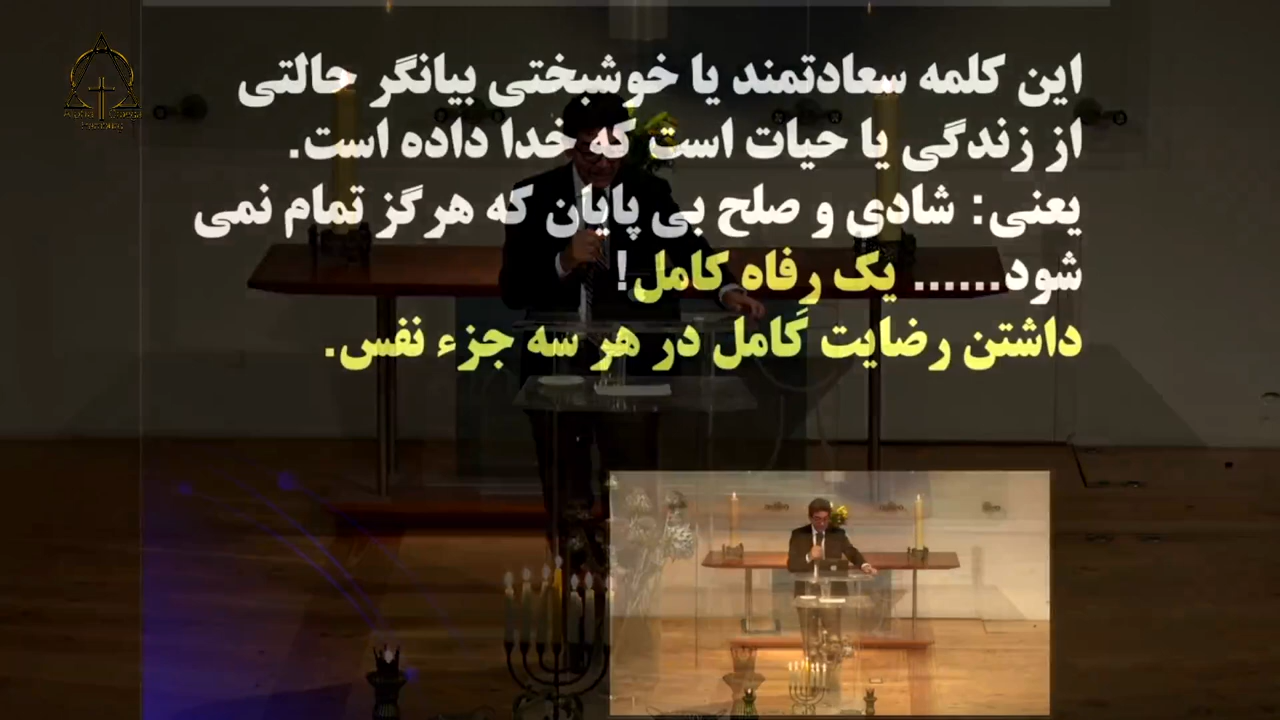 این کلمه سعادتمند یا خوشبختی بیانگر حالتی
از زندگی یا حیات است که خدا داده است.
یعنی: شادی و صلح بی پایان که هرگز تمام نمی
شود...... یک رِفاه کامل!
داشتن رضایت کامل در هر سه جزء نفس.